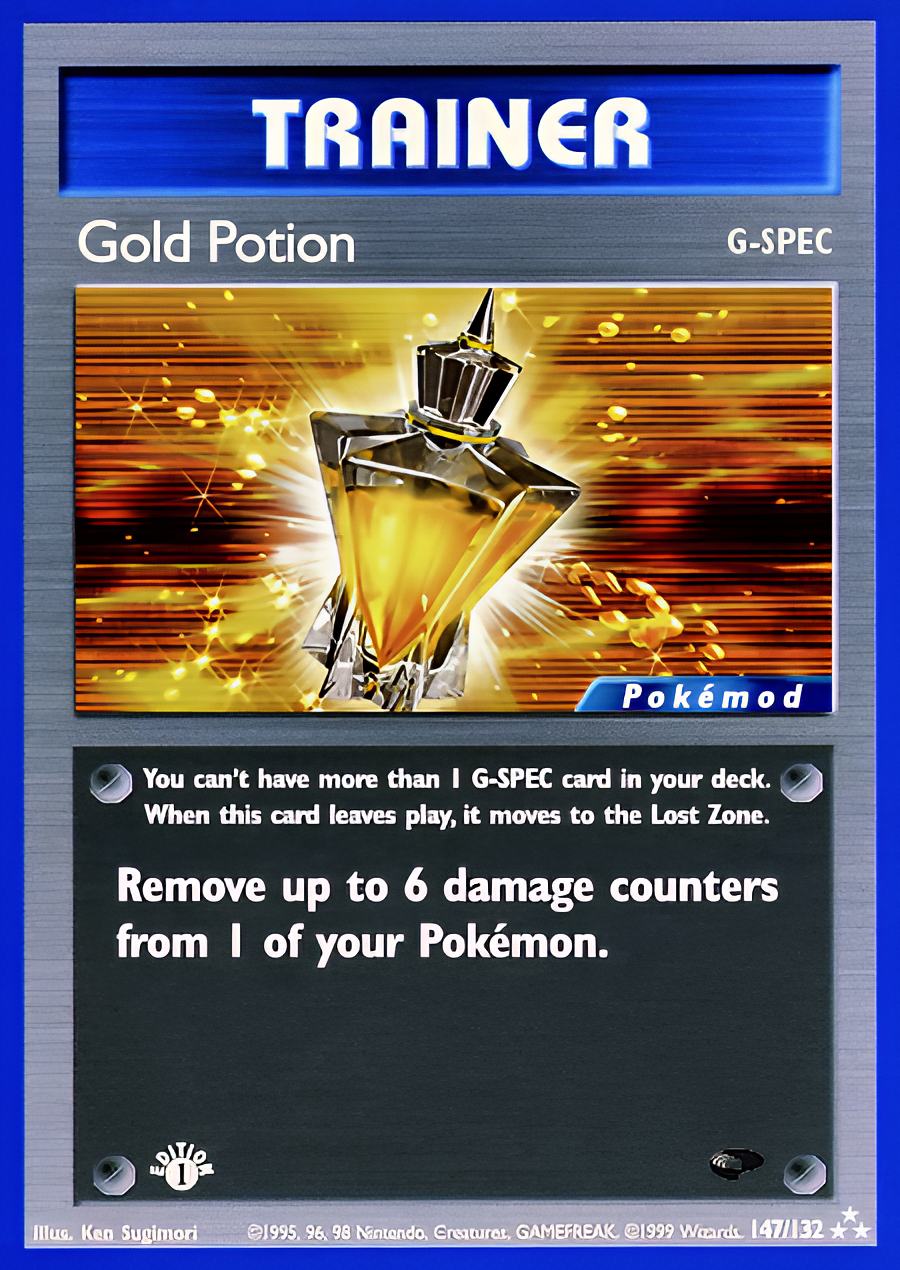 TRAINER
Gold Potion
G-SPEC
Pokémod
You can't have more than 1 G-SPEC card in your deck.
When this card leaves play, it moves to the Lost Zone.
Remove up to 6 damage counters
from 1 of your Pokémon.
EDITION
1
Illus. Ken Sugimori
©1995, 96, 98 Nintendo, Creatures, GAMEFREAK. ©1999 Wizards.
147/132